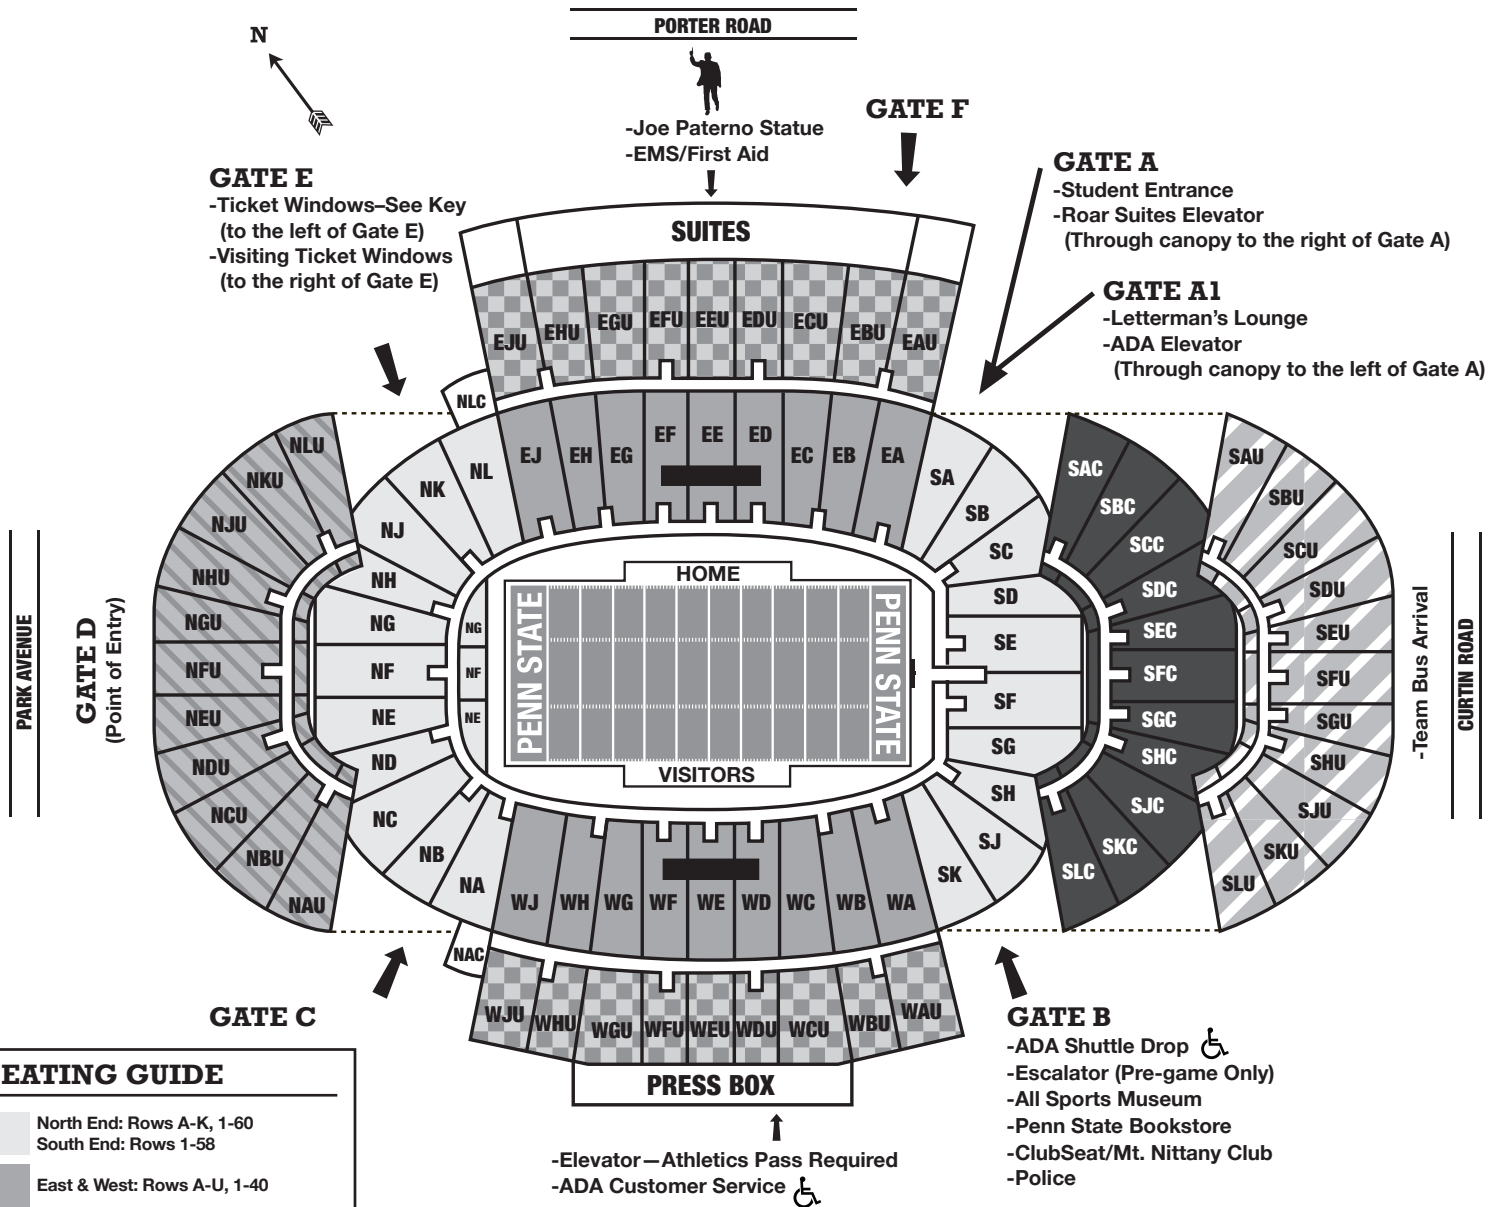 PORTER ROAD
N
-Joe Paterno Statue
-EMS/First Aid
GATE F
GATE A
-Student Entrance
-Roar Suites Elevator
(Through canopy to the right of Gate A)
GATE A1
-Letterman's Lounge
-ADA Elevator
(Through canopy to the left of Gate A)
GATE E
-Ticket Windows–See Key
(to the left of Gate E)
-Visiting Ticket Windows
(to the right of Gate E)
SUITES
EJU EHU EGU EFU EEU EDU ECU EBU EAU
NLC
EJ EH EG EF EE ED EC EB EA
NLU
NKU
NJU
NHU
NGU
NFU
NEU
NDU
NCU
NBU
NAU
NL
NK
NJ
NH
NG
NF
NE
ND
NC
NB
NA
NG
NF
NE
HOME
PENN STATE
PENN STATE
VISITORS
SA
SB
SC
SD
SE
SF
SG
SH
SJ
SK
SAC
SBC
SCC
SDC
SEC
SFC
SGC
SHC
SJC
SKC
SLC
SAU
SBU
SCU
SDU
SEU
SFU
SGU
SHU
SJU
SKU
SLU
PARK AVENUE
GATE D
(Point of Entry)
-Team Bus Arrival
CURTIN ROAD
WJ WH WG WF WE WD WC WB WA
NAC
WJU WHU WGU WFU WEU WDU WCU WBU WAU
PRESS BOX
GATE C
GATE B
-ADA Shuttle Drop
-Escalator (Pre-game Only)
-All Sports Museum
-Penn State Bookstore
-ClubSeat/Mt. Nittany Club
-Police
-Elevator—Athletics Pass Required
-ADA Customer Service
EATING GUIDE
North End: Rows A-K, 1-60
South End: Rows 1-58
East & West: Rows A-U, 1-40